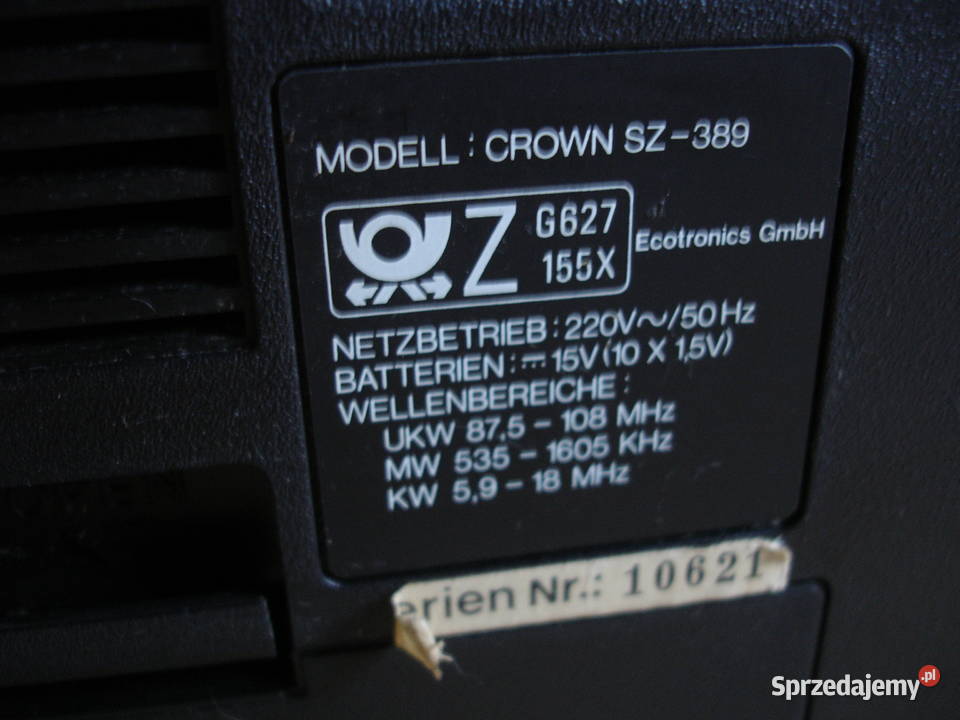 MODELL : CROWN SZ-389
Z G627
155X
Ecotronics GmbH
NETZBETRIEB : 220V∼/50 Hz
BATTERIEN : ⎓ 15V (10 X 1,5V)
WELLENBEREICHE :
UKW 87,5 - 108 MHz
MW 535 - 1605 KHz
KW 5,9 - 18 MHz
erien Nr.: 10621
Sprzedajemy.pl